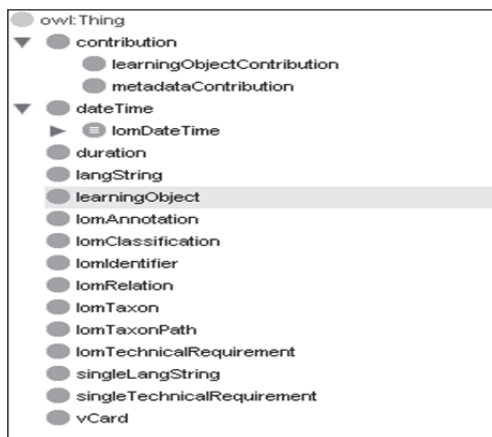 owl:Thing
contribution
learningObjectContribution
metadataContribution
dateTime
lomDateTime
duration
langString
learningObject
lomAnnotation
lomClassification
lomIdentifier
lomRelation
lomTaxon
lomTaxonPath
lomTechnicalRequirement
singleLangString
singleTechnicalRequirement
vCard